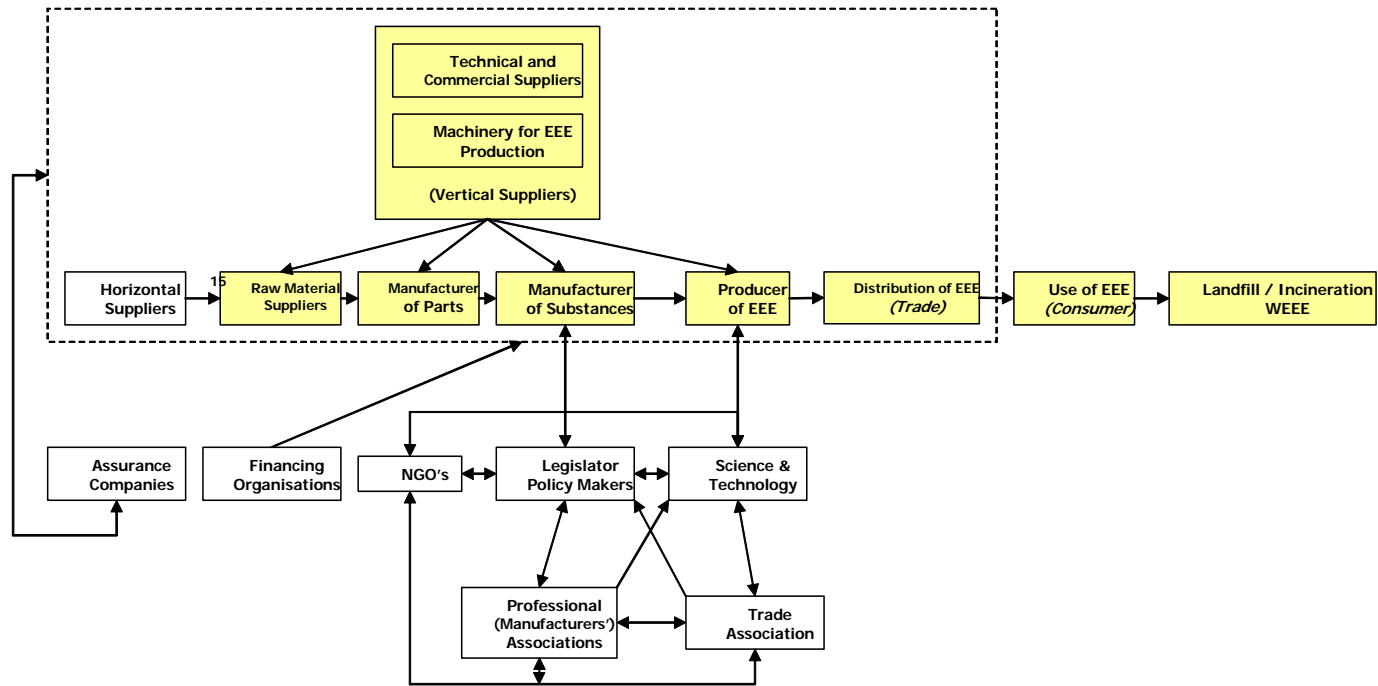 Technical and
Commercial Suppliers
Machinery for EEE
Production
(Vertical Suppliers)
Horizontal
Suppliers
15
Raw Material
Suppliers
Manufacturer
of Parts
Manufacturer
of Substances
Producer
of EEE
Distribution of EEE
(Trade)
Use of EEE
(Consumer)
Landfill / Incineration
WEEE
Assurance
Companies
Financing
Organisations
NGO's
Legislator
Policy Makers
Science &
Technology
Professional
(Manufacturers')
Associations
Trade
Association